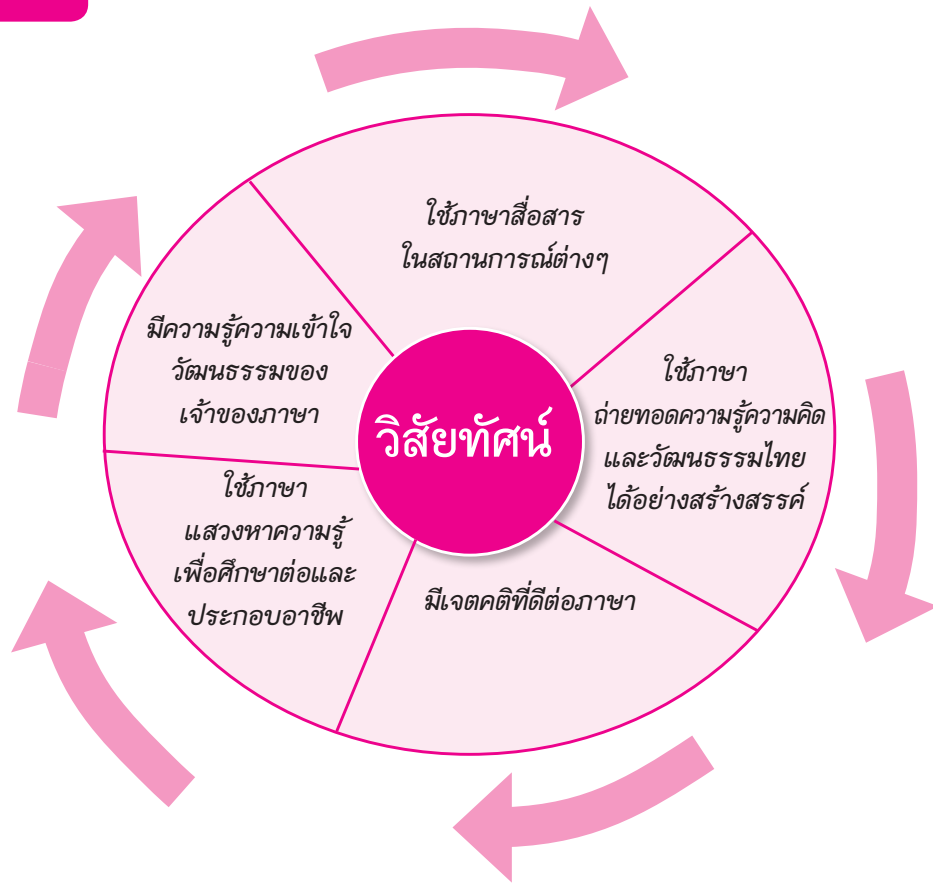 ใช้ภาษาสื่อสาร
ในสถานการณ์ต่างๆ
ใช้ภาษา
ถ่ายทอดความรู้ความคิด
และวัฒนธรรมไทย
ได้อย่างสร้างสรรค์
มีเจตคติที่ดีต่อภาษา
ใช้ภาษา
แสวงหาความรู้
เพื่อศึกษาต่อและ
ประกอบอาชีพ
มีความรู้ความเข้าใจ
วัฒนธรรมของ
เจ้าของภาษา
วิสัยทัศน์